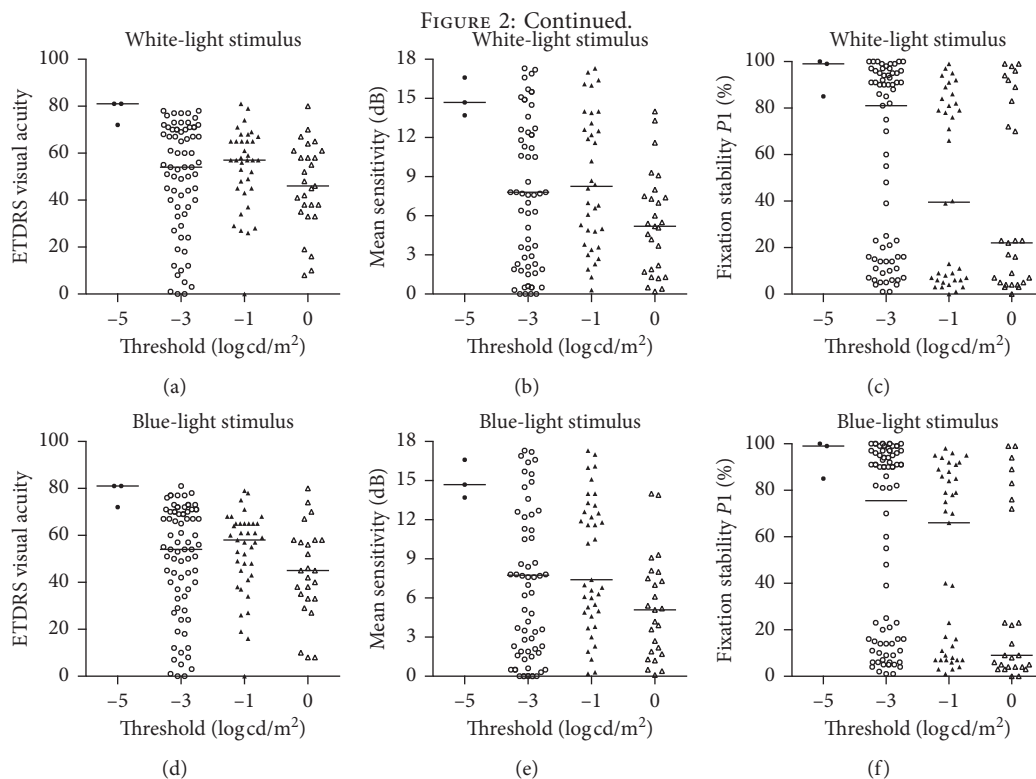 FIGURE 2: Continued.
White-light stimulus
ETDRS visual acuity
100
80
60
40
20
0
−5 −3 −1 0
Threshold (log cd/m²)
(a)
White-light stimulus
Mean sensitivity (dB)
18
15
12
9
6
3
0
−5 −3 −1 0
Threshold (log cd/m²)
(b)
White-light stimulus
Fixation stability P1 (%)
100
80
60
40
20
0
−5 −3 −1 0
Threshold (log cd/m²)
(c)
Blue-light stimulus
ETDRS visual acuity
100
80
60
40
20
0
−5 −3 −1 0
Threshold (log cd/m²)
(d)
Blue-light stimulus
Mean sensitivity (dB)
18
15
12
9
6
3
0
−5 −3 −1 0
Threshold (log cd/m²)
(e)
Blue-light stimulus
Fixation stability P1 (%)
100
80
60
40
20
0
−5 −3 −1 0
Threshold (log cd/m²)
(f)